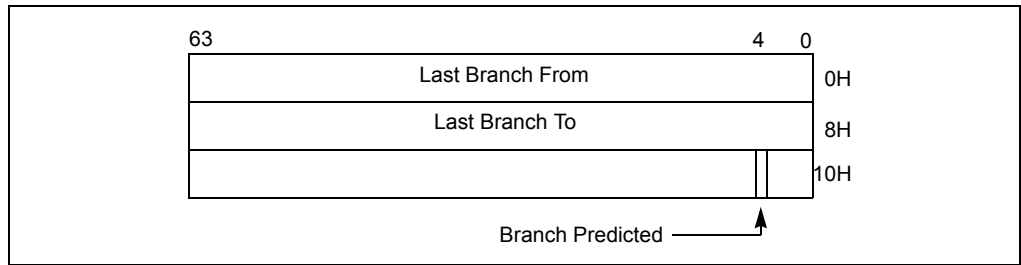 63 4 0
Last Branch From 0H
Last Branch To 8H
10H
Branch Predicted